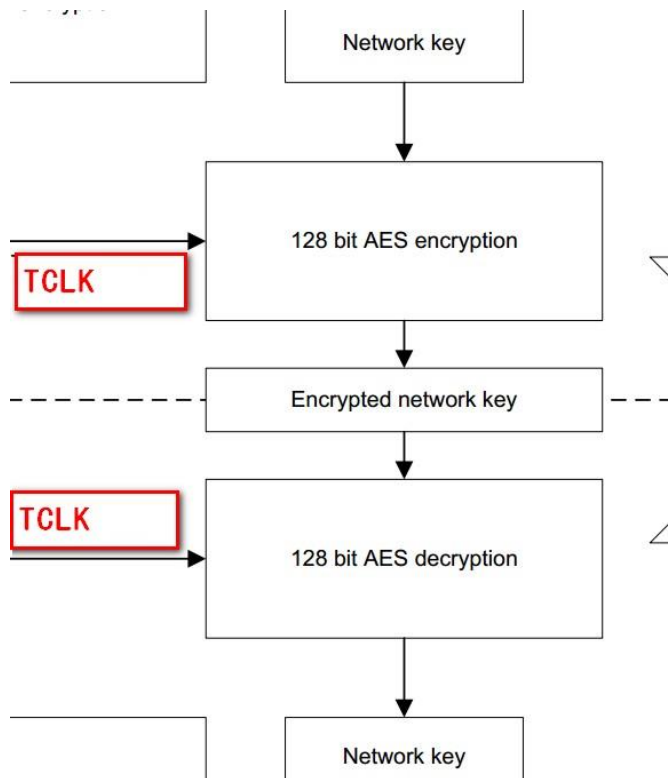 Network key
128 bit AES encryption
TCLK
Encrypted network key
TCLK
128 bit AES decryption
Network key